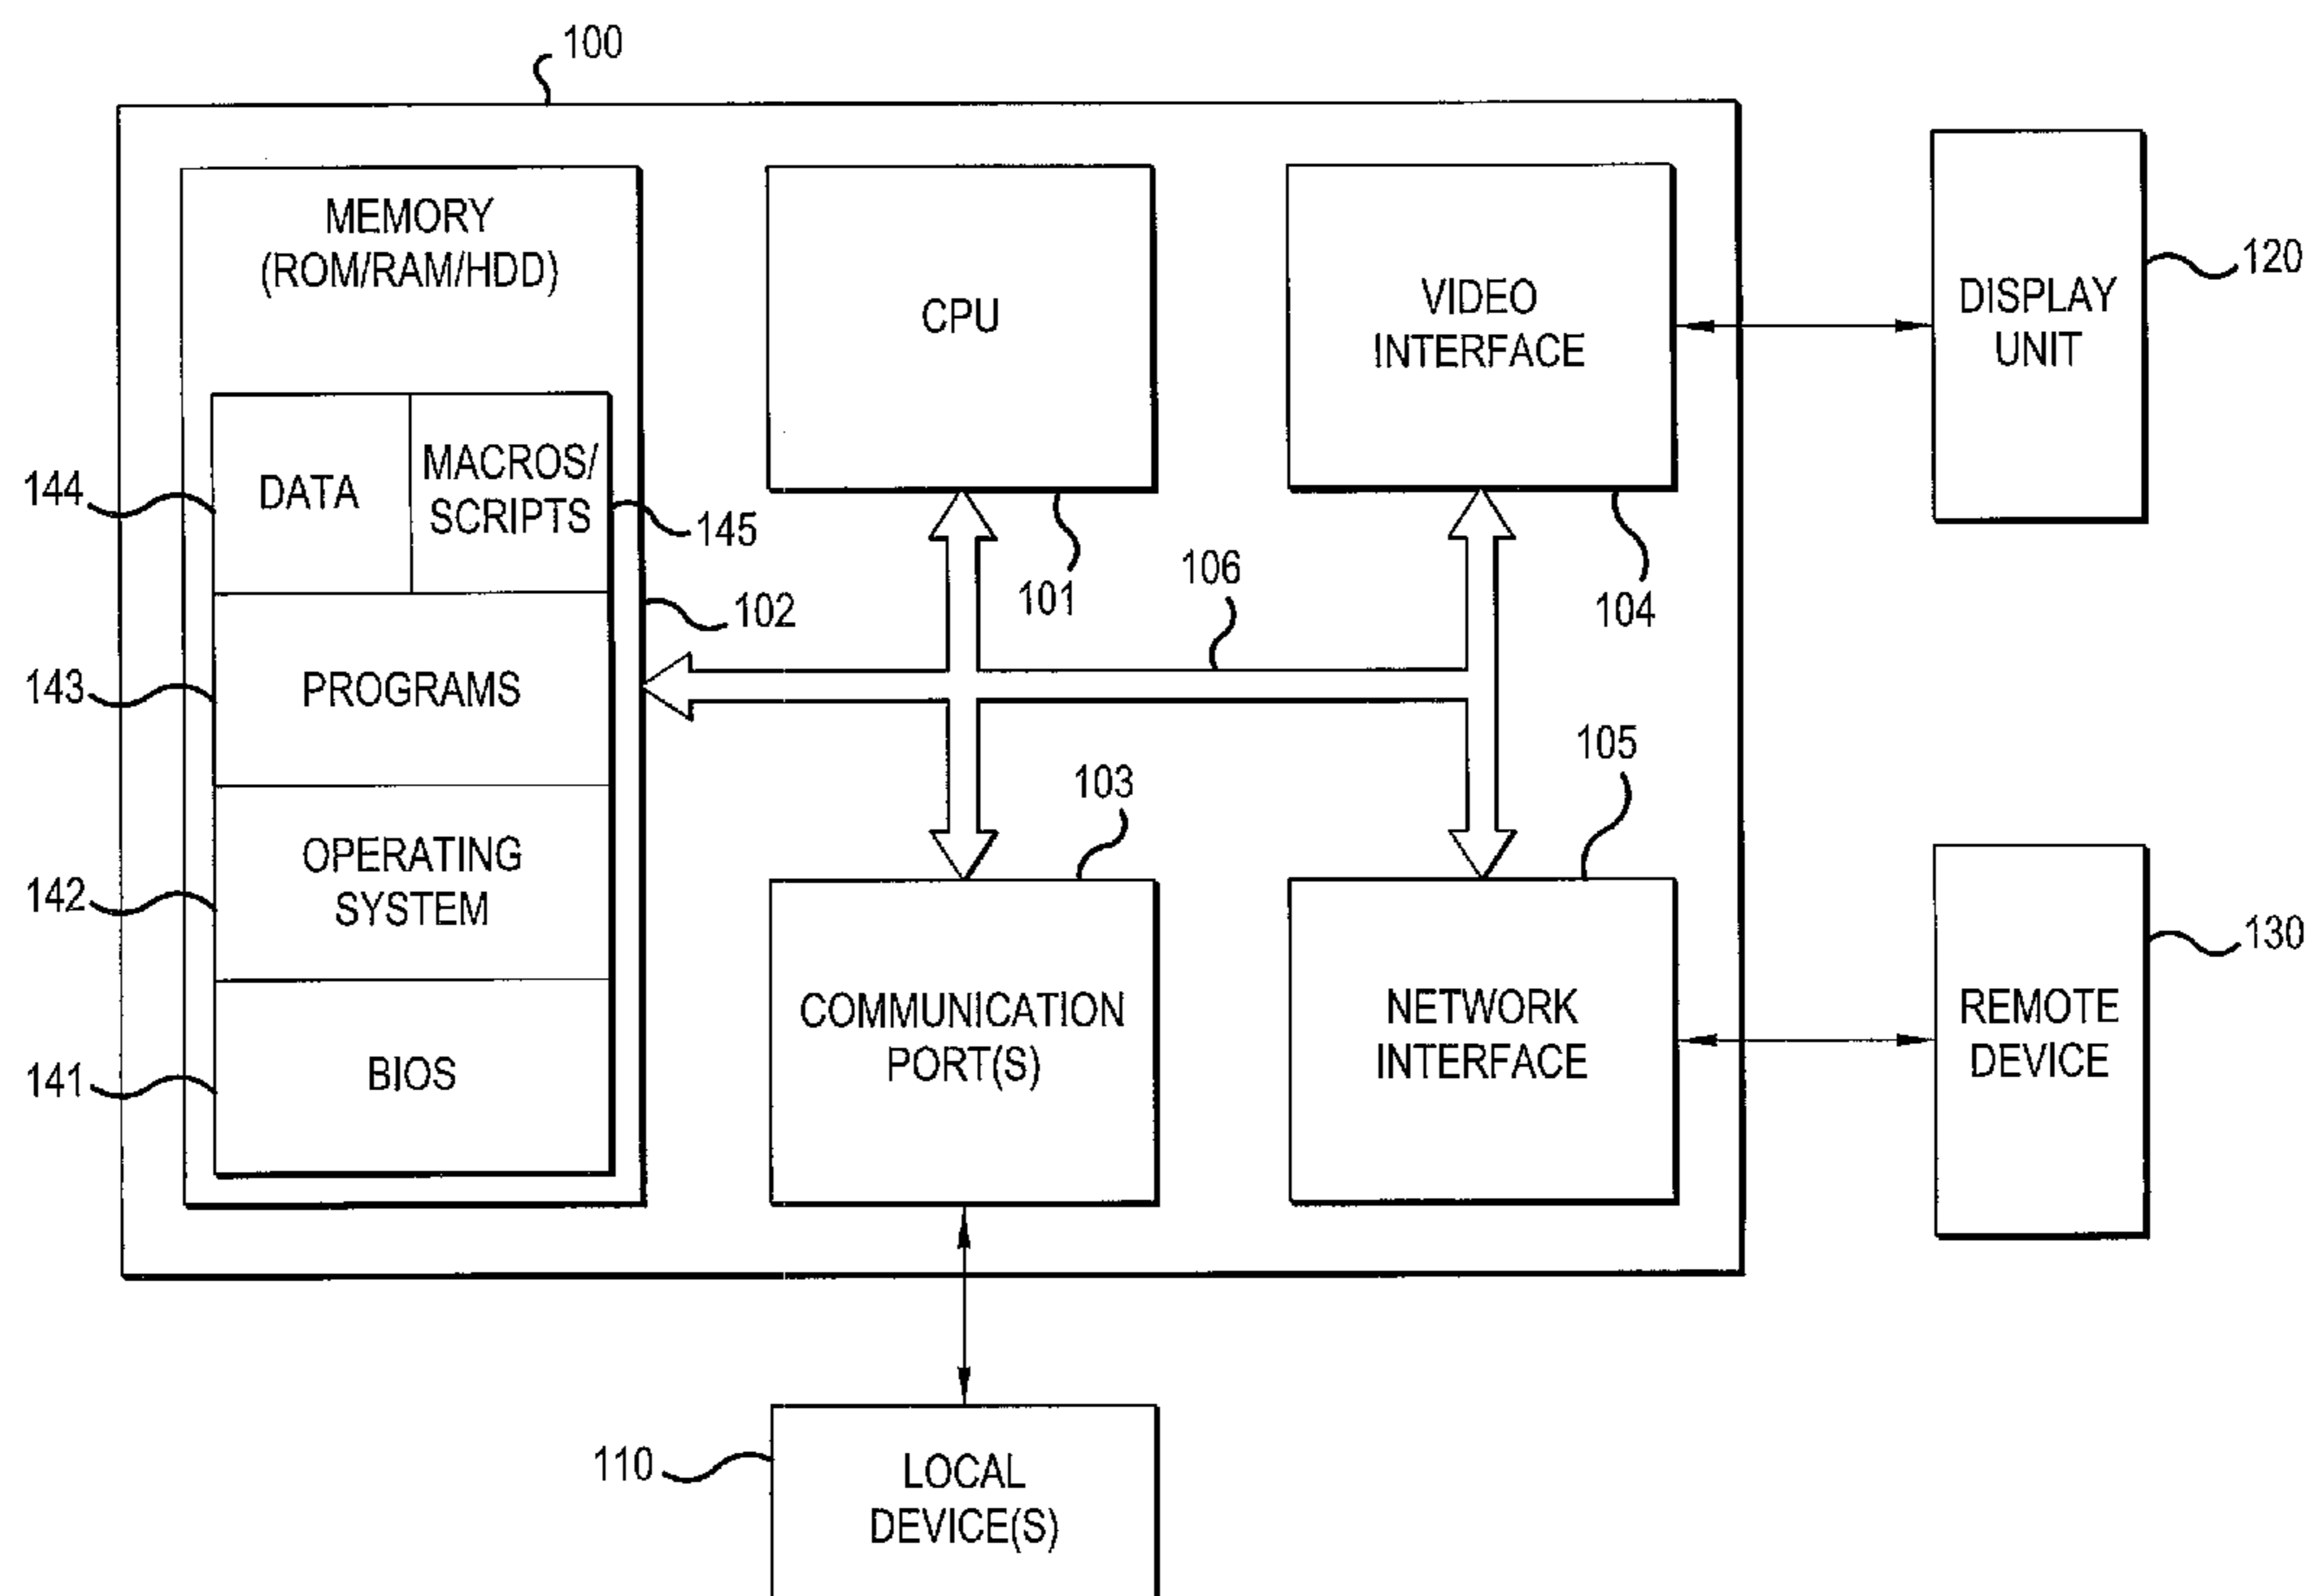 100
MEMORY
(ROM/RAM/HDD)
CPU
VIDEO
INTERFACE
DISPLAY
UNIT
120
144
DATA
MACROS/
SCRIPTS
145
101
106
104
102
143
PROGRAMS
105
103
142
OPERATING
SYSTEM
130
COMMUNICATION
PORT(S)
NETWORK
INTERFACE
REMOTE
DEVICE
141
BIOS
110
LOCAL
DEVICE(S)